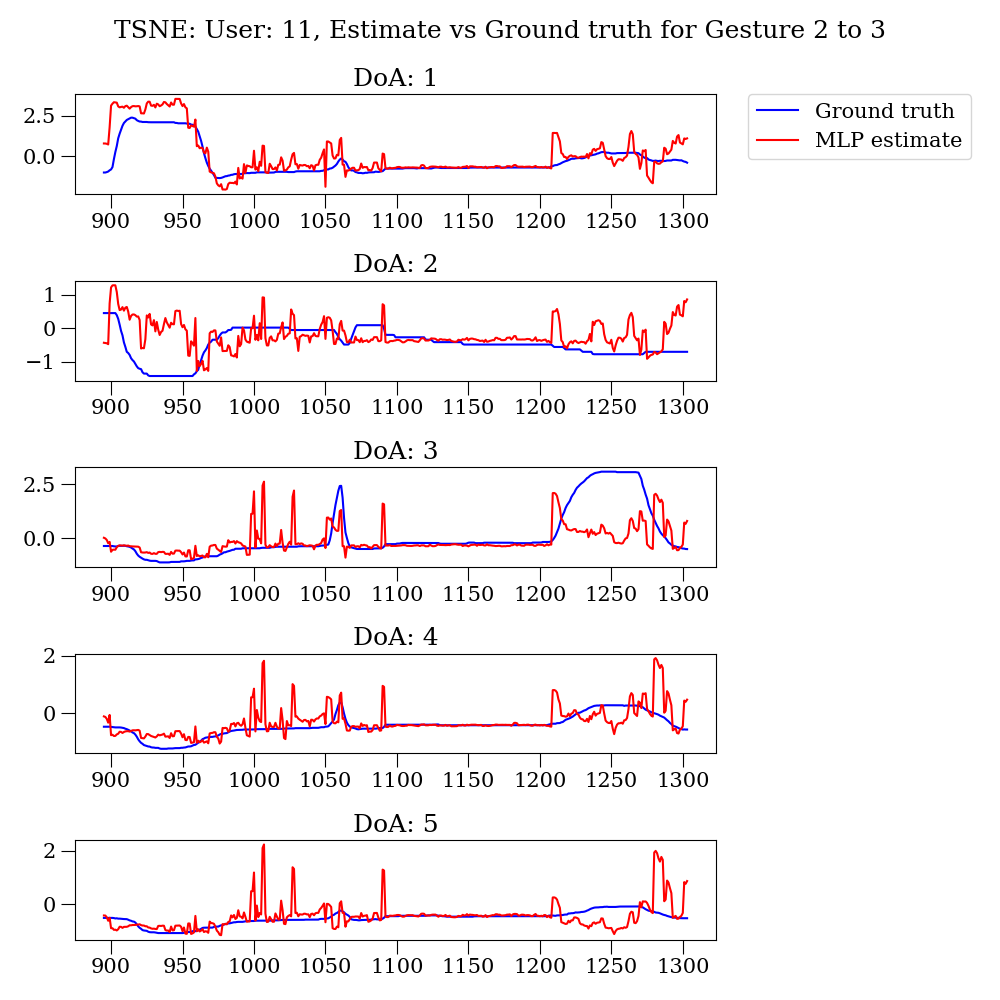 TSNE: User: 11, Estimate vs Ground truth for Gesture 2 to 3
DoA: 1
Ground truth
MLP estimate
2.5
0.0
900 950 1000 1050 1100 1150 1200 1250 1300
DoA: 2
1
0
−1
900 950 1000 1050 1100 1150 1200 1250 1300
DoA: 3
2.5
0.0
900 950 1000 1050 1100 1150 1200 1250 1300
DoA: 4
2
0
900 950 1000 1050 1100 1150 1200 1250 1300
DoA: 5
2
0
900 950 1000 1050 1100 1150 1200 1250 1300